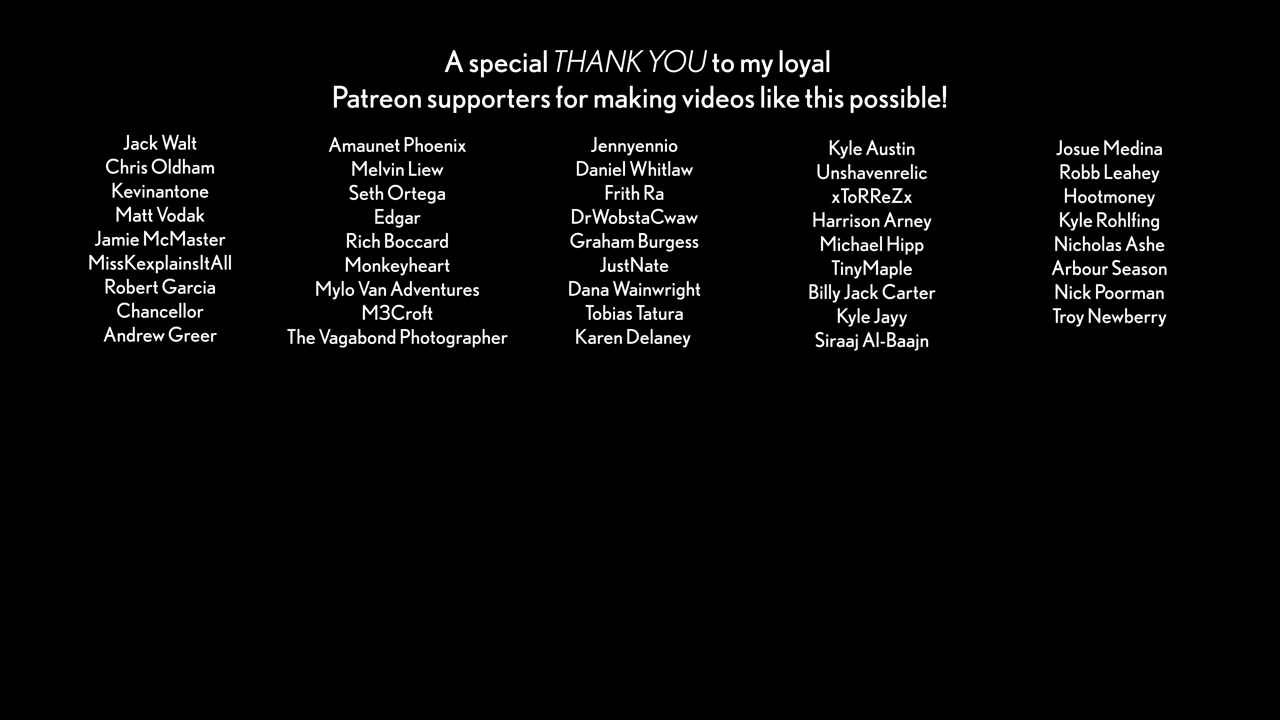 A special THANK YOU to my loyal
Patreon supporters for making videos like this possible!
Jack Walt
Chris Oldham
Kevinantone
Matt Vodak
Jamie McMaster
MissKexplainsItAll
Robert Garcia
Chancellor
Andrew Greer
Amaunet Phoenix
Melvin Liew
Seth Ortega
Edgar
Rich Boccard
Monkeyheart
Mylo Van Adventures
M3Croft
The Vagabond Photographer
Jennyennio
Daniel Whitlaw
Frith Ra
DrWobstaCwaw
Graham Burgess
JustNate
Dana Wainwright
Tobias Tatura
Karen Delaney
Kyle Austin
Unshavenrelic
xToRReZx
Harrison Arney
Michael Hipp
TinyMaple
Billy Jack Carter
Kyle Jayy
Siraaj Al-Baajn
Josue Medina
Robb Leahey
Hootmoney
Kyle Rohlfing
Nicholas Ashe
Arbour Season
Nick Poorman
Troy Newberry